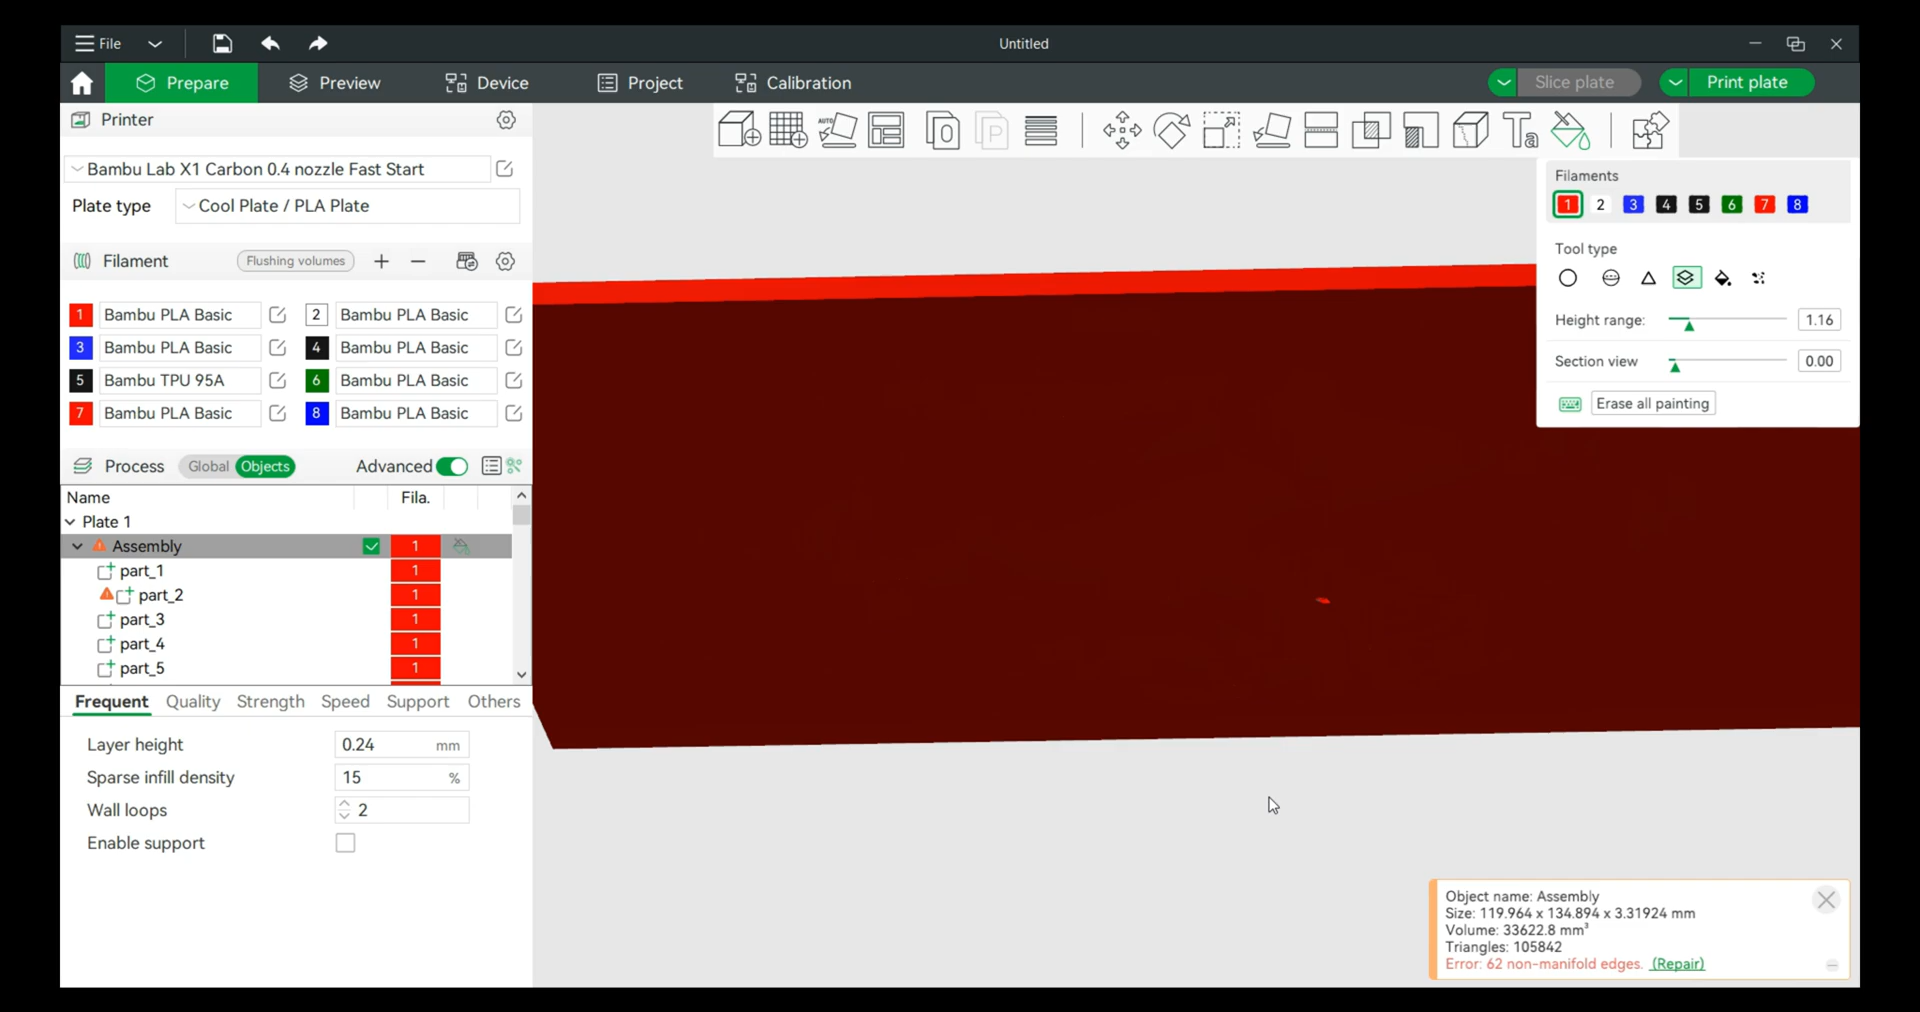 File
Untitled
Prepare
Preview
Device
Project
Calibration
Slice plate
Print plate
Printer
Bambu Lab X1 Carbon 0.4 nozzle Fast Start
Plate type
Cool Plate / PLA Plate
Filament
Flushing volumes
1 Bambu PLA Basic
2 Bambu PLA Basic
3 Bambu PLA Basic
4 Bambu PLA Basic
5 Bambu TPU 95A
6 Bambu PLA Basic
7 Bambu PLA Basic
8 Bambu PLA Basic
Process
Global
Objects
Advanced
Name
Fila.
Plate 1
Assembly 1
part_1 1
part_2 1
part_3 1
part_4 1
part_5 1
Frequent
Quality
Strength
Speed
Support
Others
Layer height 0.24 mm
Sparse infill density 15 %
Wall loops 2
Enable support
AUTO
0
P
Ta
Filaments
1 2 3 4 5 6 7 8
Tool type
Height range: 1.16
Section view 0.00
Erase all painting
Object name: Assembly
Size: 119.964 x 134.894 x 3.31924 mm
Volume: 33622.8 mm³
Triangles: 105842
Error: 62 non-manifold edges. (Repair)